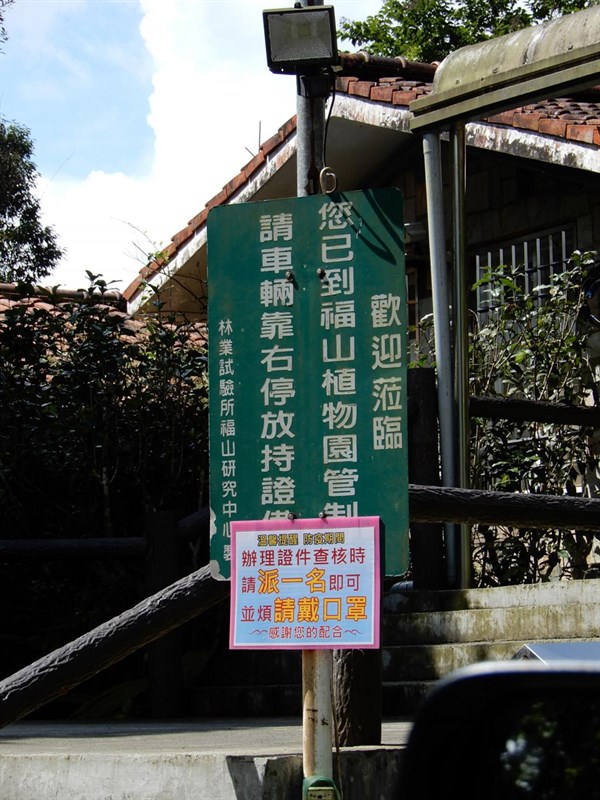 歡迎蒞臨
您已到福山植物園管制
請車輛靠右停放持證
林業試驗所福山研究中心
溫馨提醒 防疫期間
辦理證件查核時
請派一名即可
並煩請戴口罩
感謝您的配合